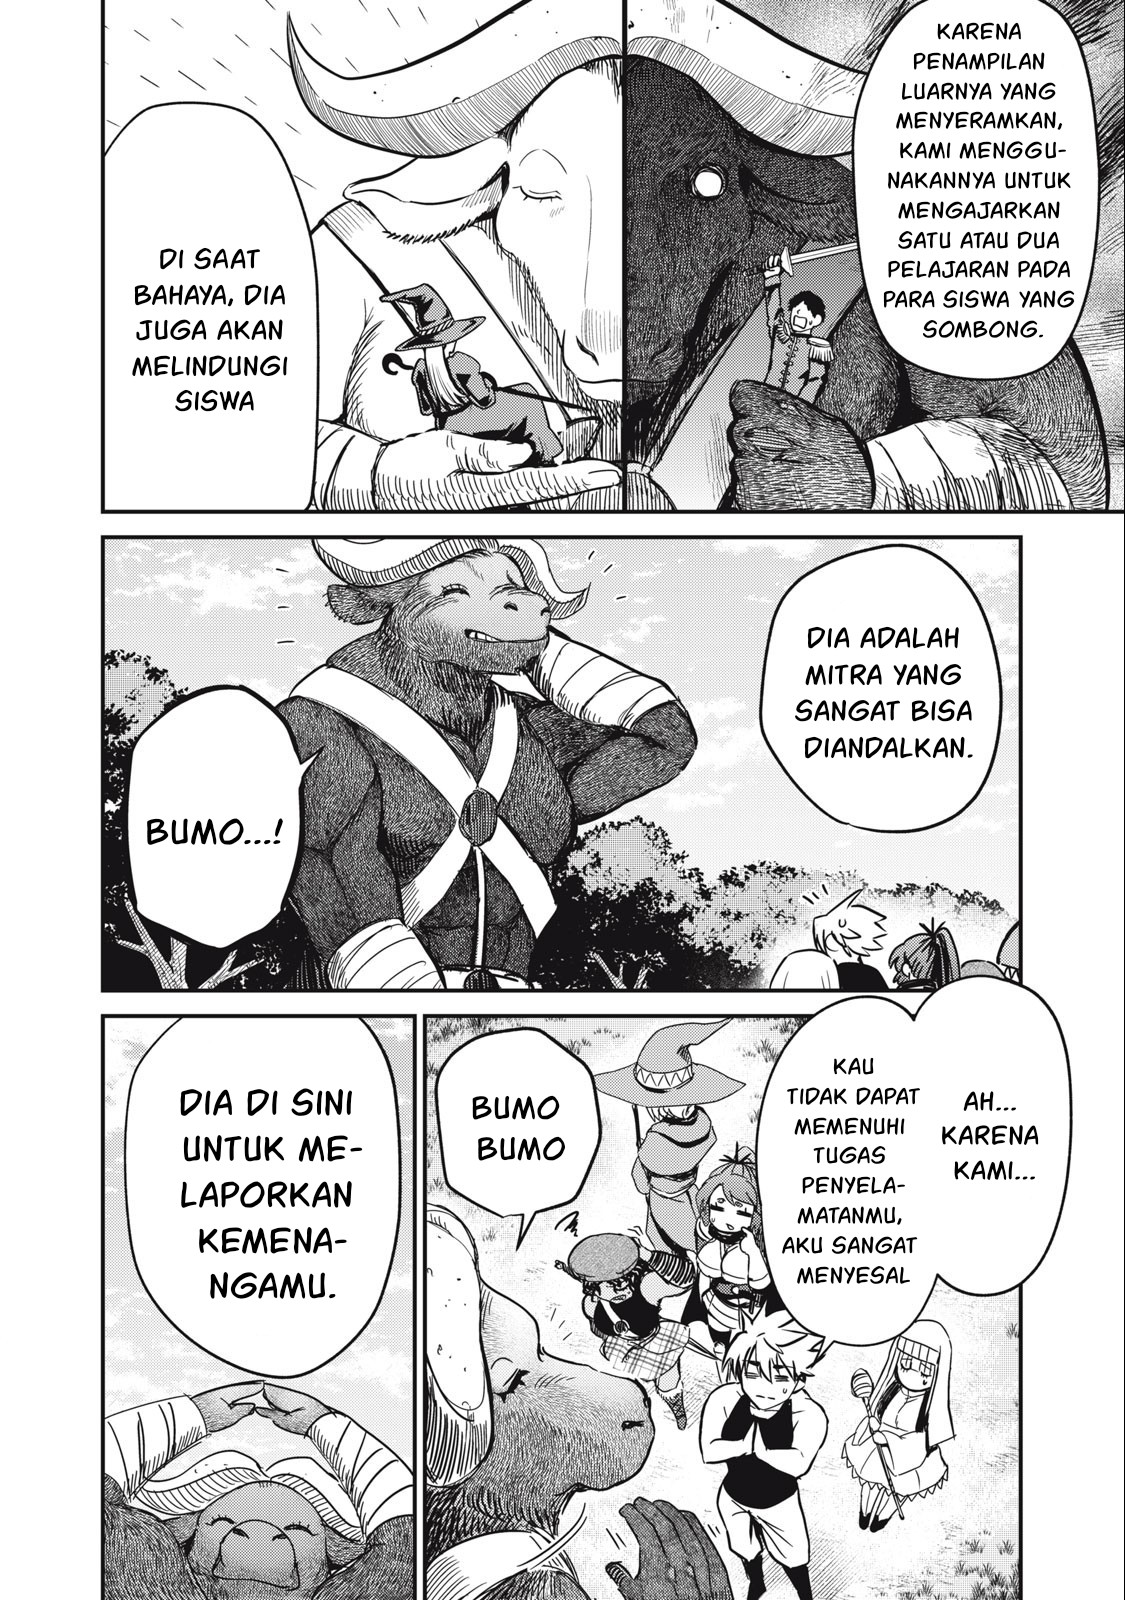 KARENA
PENAMPILAN
LUARNYA YANG
MENYERAMKAN,
KAMI MENGGU-
NAKANNYA UNTUK
MENGAJARKAN
SATU ATAU DUA
PELAJARAN PADA
PARA SISWA YANG
SOMBONG.
DI SAAT
BAHAYA, DIA
JUGA AKAN
MELINDUNGI
SISWA
DIA ADALAH
MITRA YANG
SANGAT BISA
DIANDALKAN.
BUMO...!
AH...
KARENA
KAMI...
KAU
TIDAK DAPAT
MEMENUHI
TUGAS
PENYELA-
MATANMU,
AKU SANGAT
MENYESAL
BUMO
BUMO
DIA DI SINI
UNTUK ME-
LAPORKAN
KEMENA-
NGAMU.